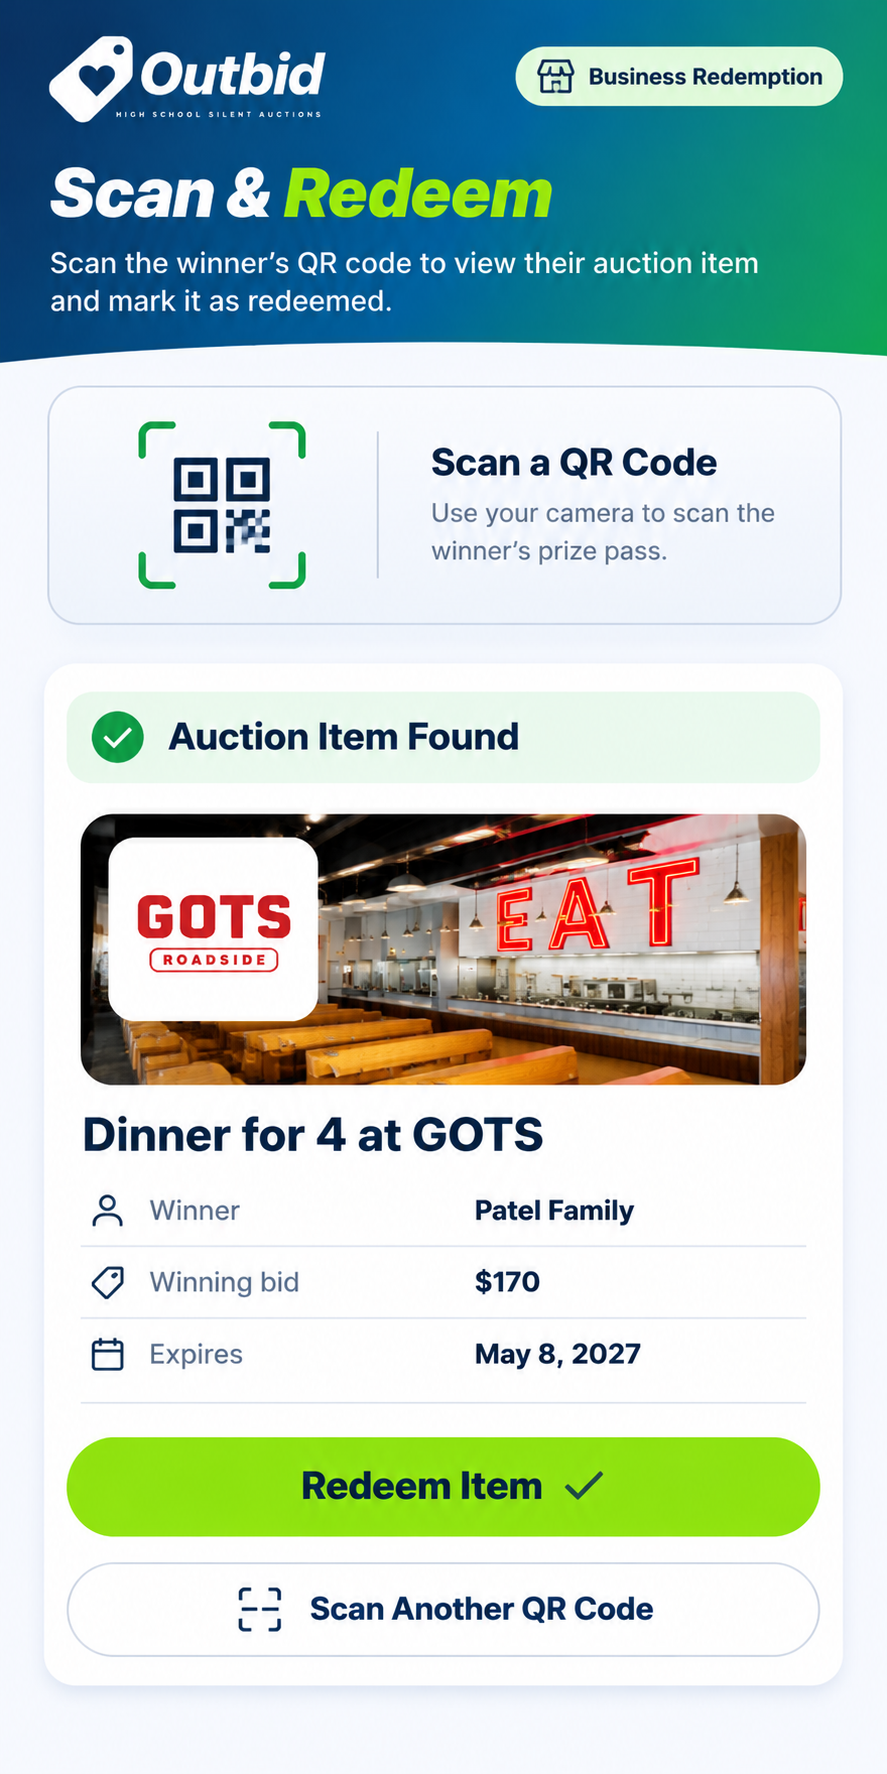 Outbid
HIGH SCHOOL SILENT AUCTIONS
Business Redemption
Scan & Redeem
Scan the winner’s QR code to view their auction item
and mark it as redeemed.
Scan a QR Code
Use your camera to scan the
winner’s prize pass.
Auction Item Found
GOTS
ROADSIDE
EAT
Dinner for 4 at GOTS
Winner Patel Family
Winning bid $170
Expires May 8, 2027
Redeem Item
Scan Another QR Code